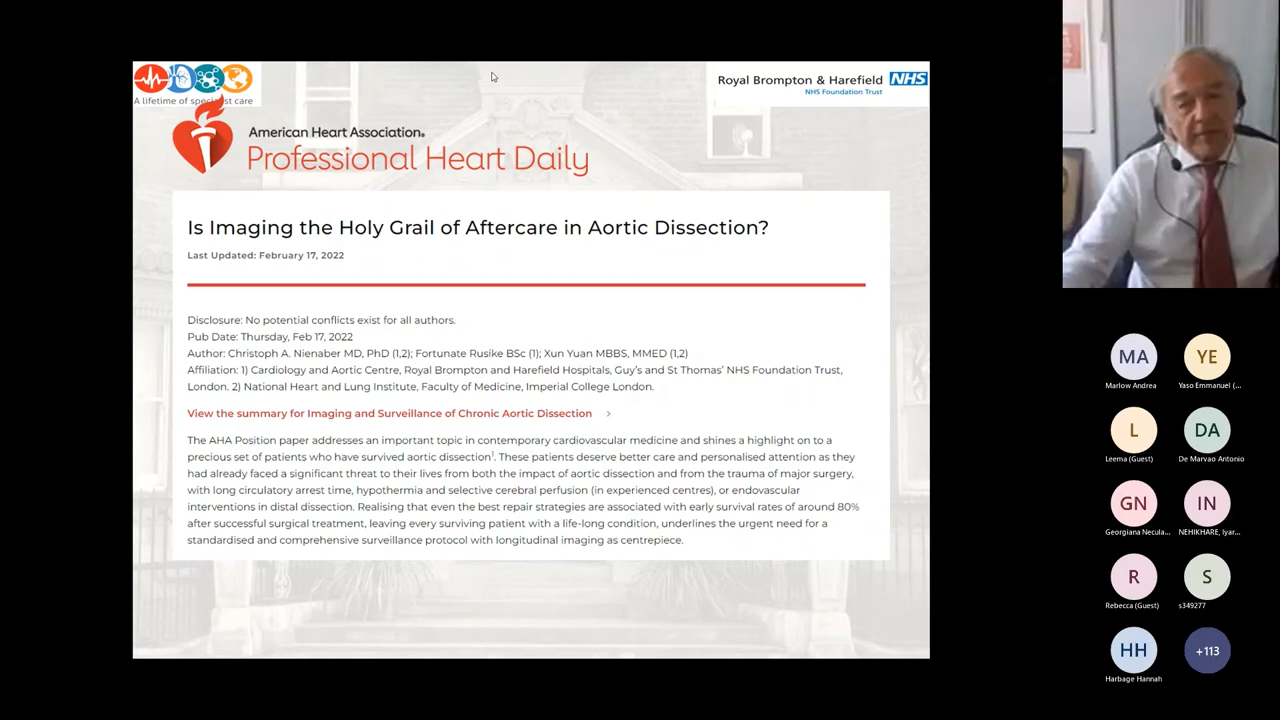 A lifetime of specialist care
Royal Brompton & Harefield NHS
NHS Foundation Trust
American Heart Association®
Professional Heart Daily
Is Imaging the Holy Grail of Aftercare in Aortic Dissection?
Last Updated: February 17, 2022
Disclosure: No potential conflicts exist for all authors.
Pub Date: Thursday, Feb 17, 2022
Author: Christoph A. Nienaber MD, PhD (1,2); Fortunate Rusike BSc (1); Xun Yuan MBBS, MMED (1,2)
Affiliation: 1) Cardiology and Aortic Centre, Royal Brompton and Harefield Hospitals, Guy's and St Thomas' NHS Foundation Trust,
London. 2) National Heart and Lung Institute, Faculty of Medicine, Imperial College London.
View the summary for Imaging and Surveillance of Chronic Aortic Dissection >
The AHA Position paper addresses an important topic in contemporary cardiovascular medicine and shines a highlight on to a
precious set of patients who have survived aortic dissection¹. These patients deserve better care and personalised attention as they
had already faced a significant threat to their lives from both the impact of aortic dissection and from the trauma of major surgery,
with long circulatory arrest time, hypothermia and selective cerebral perfusion (in experienced centres), or endovascular
interventions in distal dissection. Realising that even the best repair strategies are associated with early survival rates of around 80%
after successful surgical treatment, leaving every surviving patient with a life-long condition, underlines the urgent need for a
standardised and comprehensive surveillance protocol with longitudinal imaging as centrepiece.
MA
Marlow Andrea
YE
Yaso Emmanuel (...
L
Leema (Guest)
DA
De Marvao Antonio
GN
Georgiana Necula...
IN
NEHIKHARE, Iyar...
R
Rebecca (Guest)
S
s349277
HH
Harbage Hannah
+113